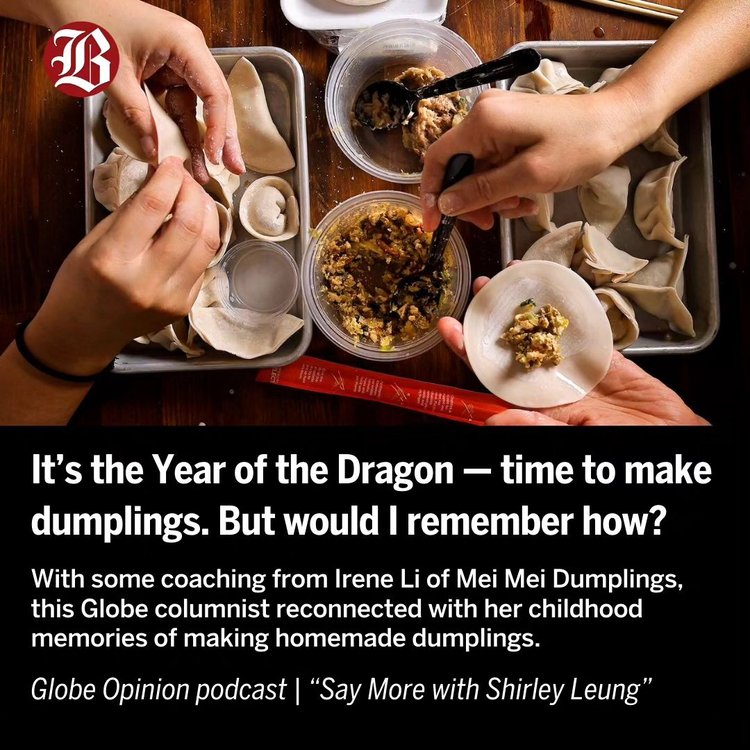 B
It’s the Year of the Dragon — time to make
dumplings. But would I remember how?
With some coaching from Irene Li of Mei Mei Dumplings,
this Globe columnist reconnected with her childhood
memories of making homemade dumplings.
Globe Opinion podcast | “Say More with Shirley Leung”